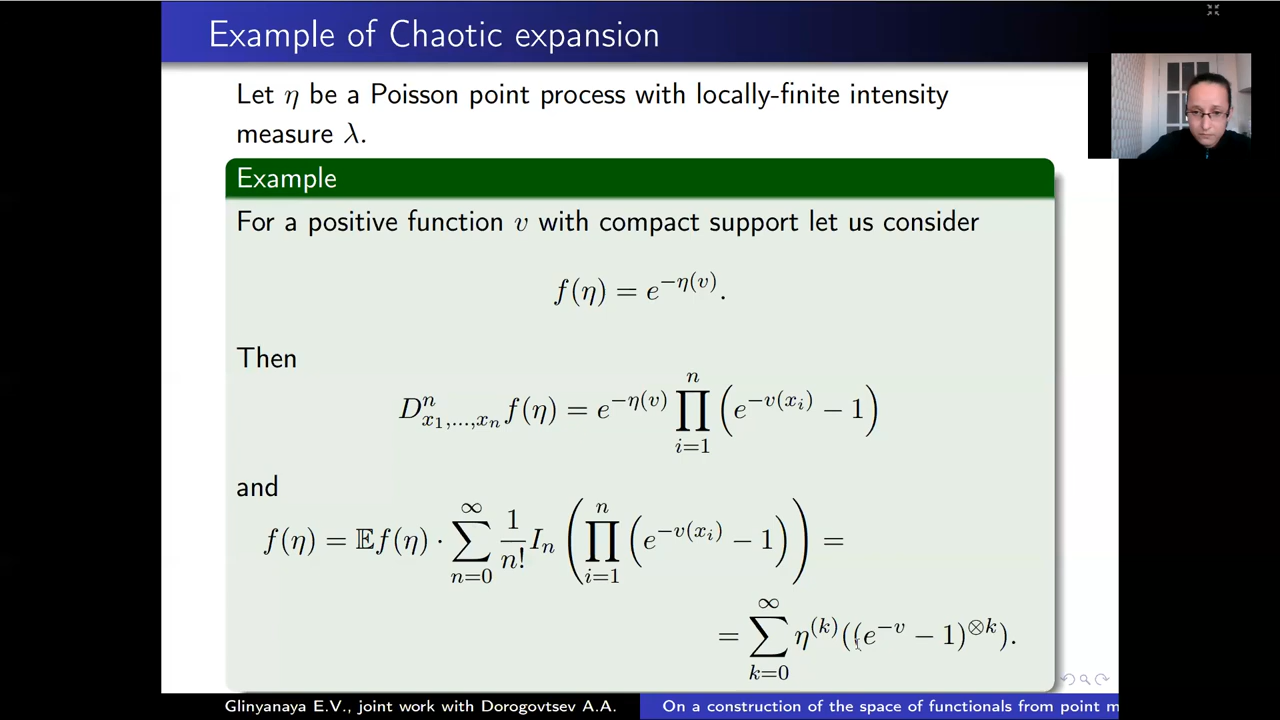 Example of Chaotic expansion
Let η be a Poisson point process with locally-finite intensity
measure λ.
Example
For a positive function v with compact support let us consider
f(η) = e^{−η(v)}.
Then
D^n_{x_1,...,x_n} f(η) = e^{−η(v)} ∏_{i=1}^{n} (e^{−v(x_i)} − 1)
and
f(η) = 𝔼f(η) · ∑_{n=0}^{∞} \frac{1}{n!} I_n (∏_{i=1}^{n} (e^{−v(x_i)} − 1)) =
= ∑_{k=0}^{∞} η^{(k)}((e^{−v} − 1)^{⊗k}).
Glinyanaya E.V., joint work with Dorogovtsev A.A. On a construction of the space of functionals from point m